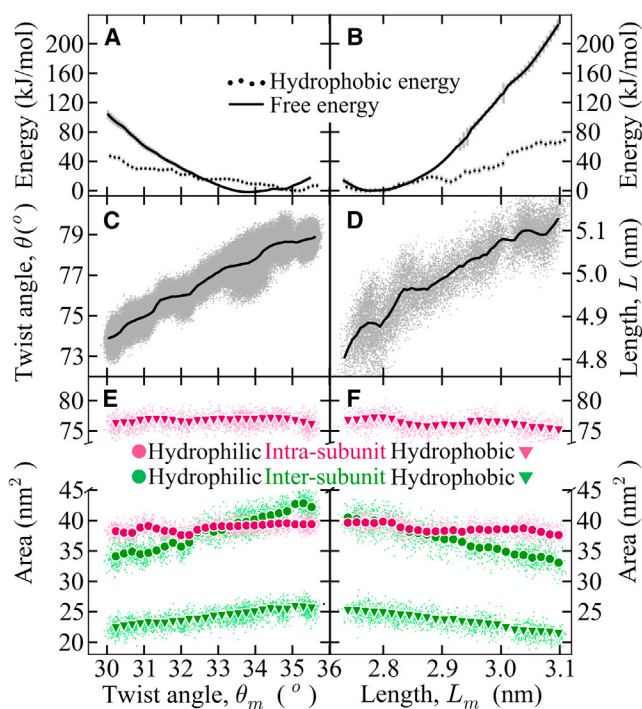 A
B
Energy (kJ/mol)
200
160
120
80
40
0
Hydrophobic energy
Free energy
200
160
120
80
40
0
Energy (kJ/mol)
C
D
Twist angle, θ(°)
79
77
75
73
5.1
5.0
4.9
4.8
Length, L (nm)
E
F
80
75
80
75
Hydrophilic Intra-subunit Hydrophobic
Hydrophilic Inter-subunit Hydrophobic
Area (nm²)
45
40
35
30
25
20
45
40
35
30
25
20
Area (nm²)
30 31 32 33 34 35 36
2.8 2.9 3.0 3.1
Twist angle, θm (°)
Length, Lm (nm)